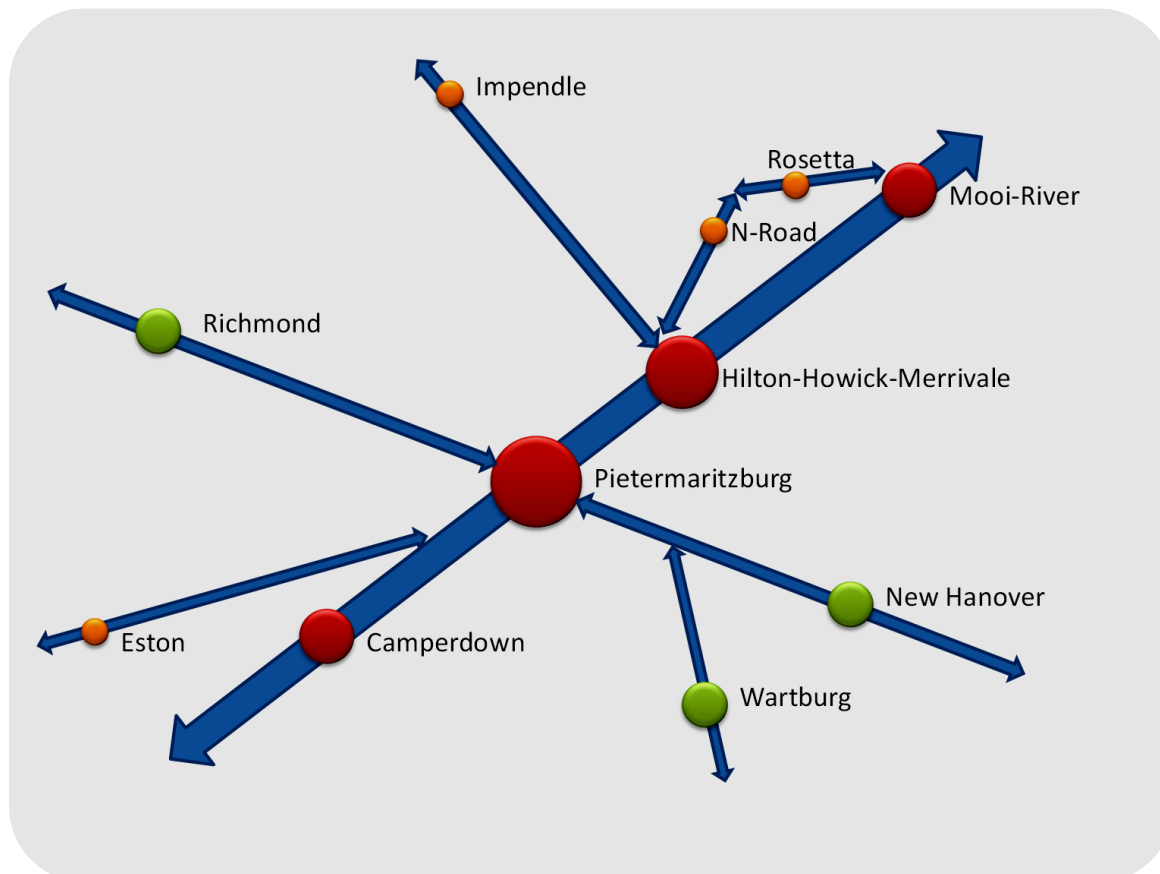 Impendle
Rosetta
Mooi-River
N-Road
Richmond
Hilton-Howick-Merrivale
Pietermaritzburg
New Hanover
Eston
Camperdown
Wartburg